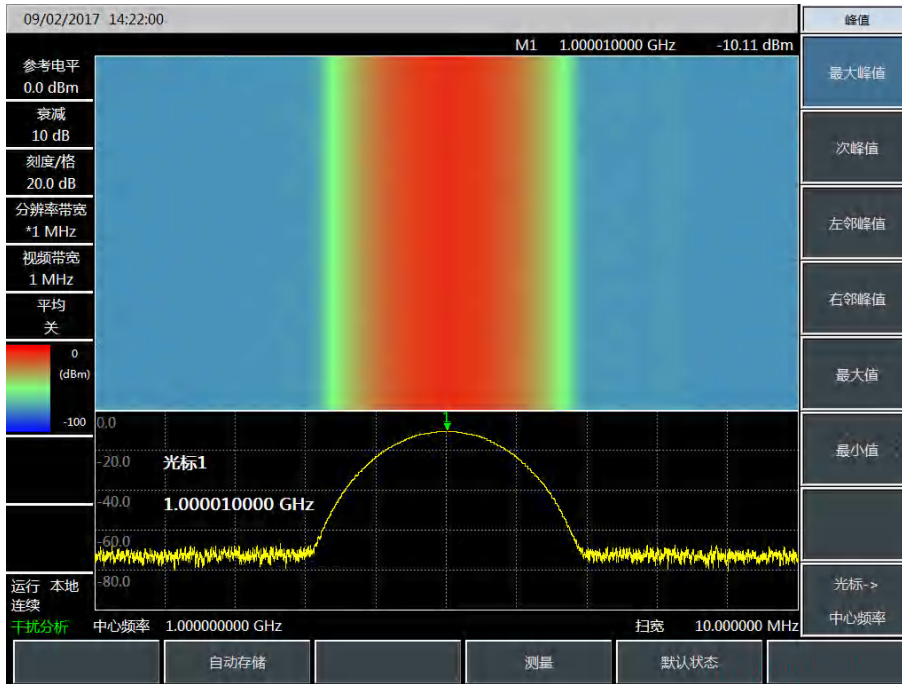 09/02/2017 14:22:00
峰值
M1 1.000010000 GHz -10.11 dBm
参考电平
0.0 dBm
衰减
10 dB
刻度/格
20.0 dB
分辨率带宽
*1 MHz
视频带宽
1 MHz
平均
关
0
(dBm)
-100
0.0
-20.0
-40.0
-60.0
-80.0
光标1
1.000010000 GHz
运行 本地
连续
干扰分析
中心频率 1.000000000 GHz
扫宽 10.000000 MHz
最大峰值
次峰值
左邻峰值
右邻峰值
最大值
最小值
光标->
中心频率
自动存储
测量
默认状态